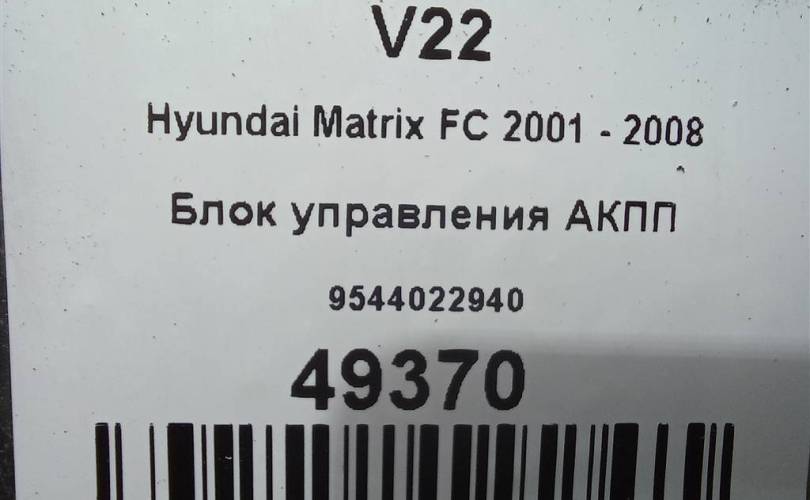 V22
Hyundai Matrix FC 2001 - 2008
Блок управления АКПП
9544022940
49370